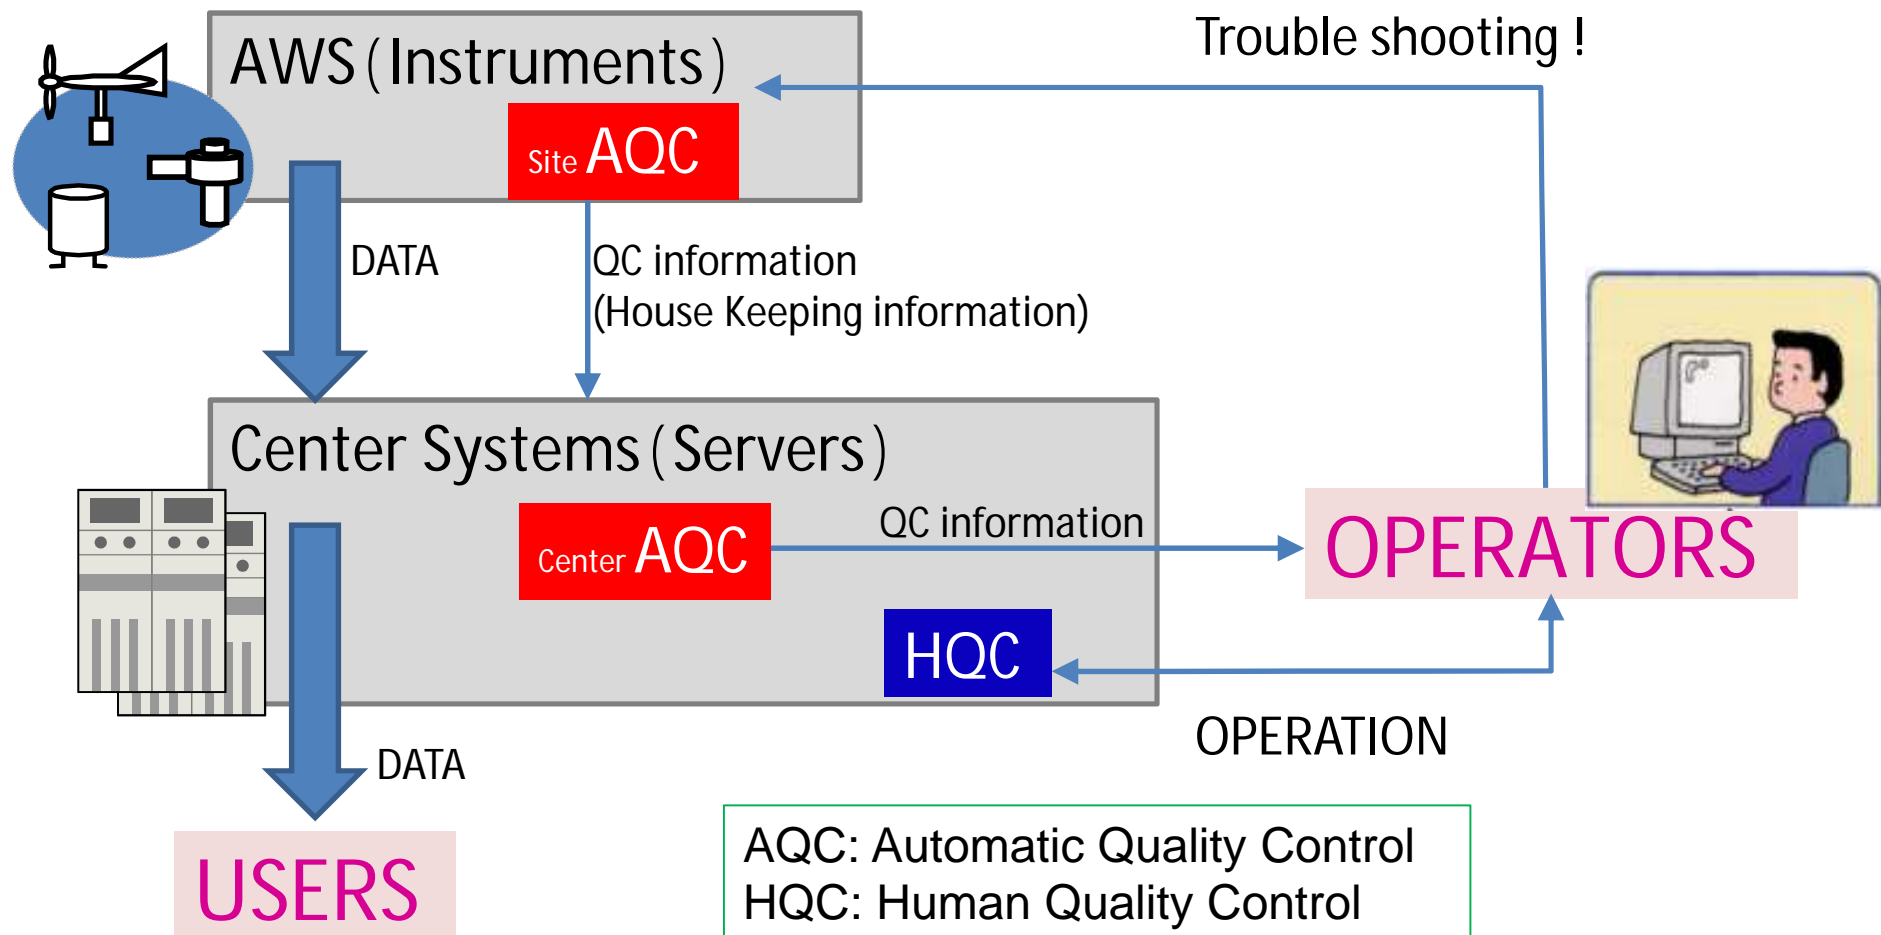 Trouble shooting !
AWS (Instruments)
Site AQC
DATA
QC information
(House Keeping information)
Center Systems (Servers)
Center AQC
QC information
OPERATORS
HQC
OPERATION
DATA
USERS
AQC: Automatic Quality Control
HQC: Human Quality Control